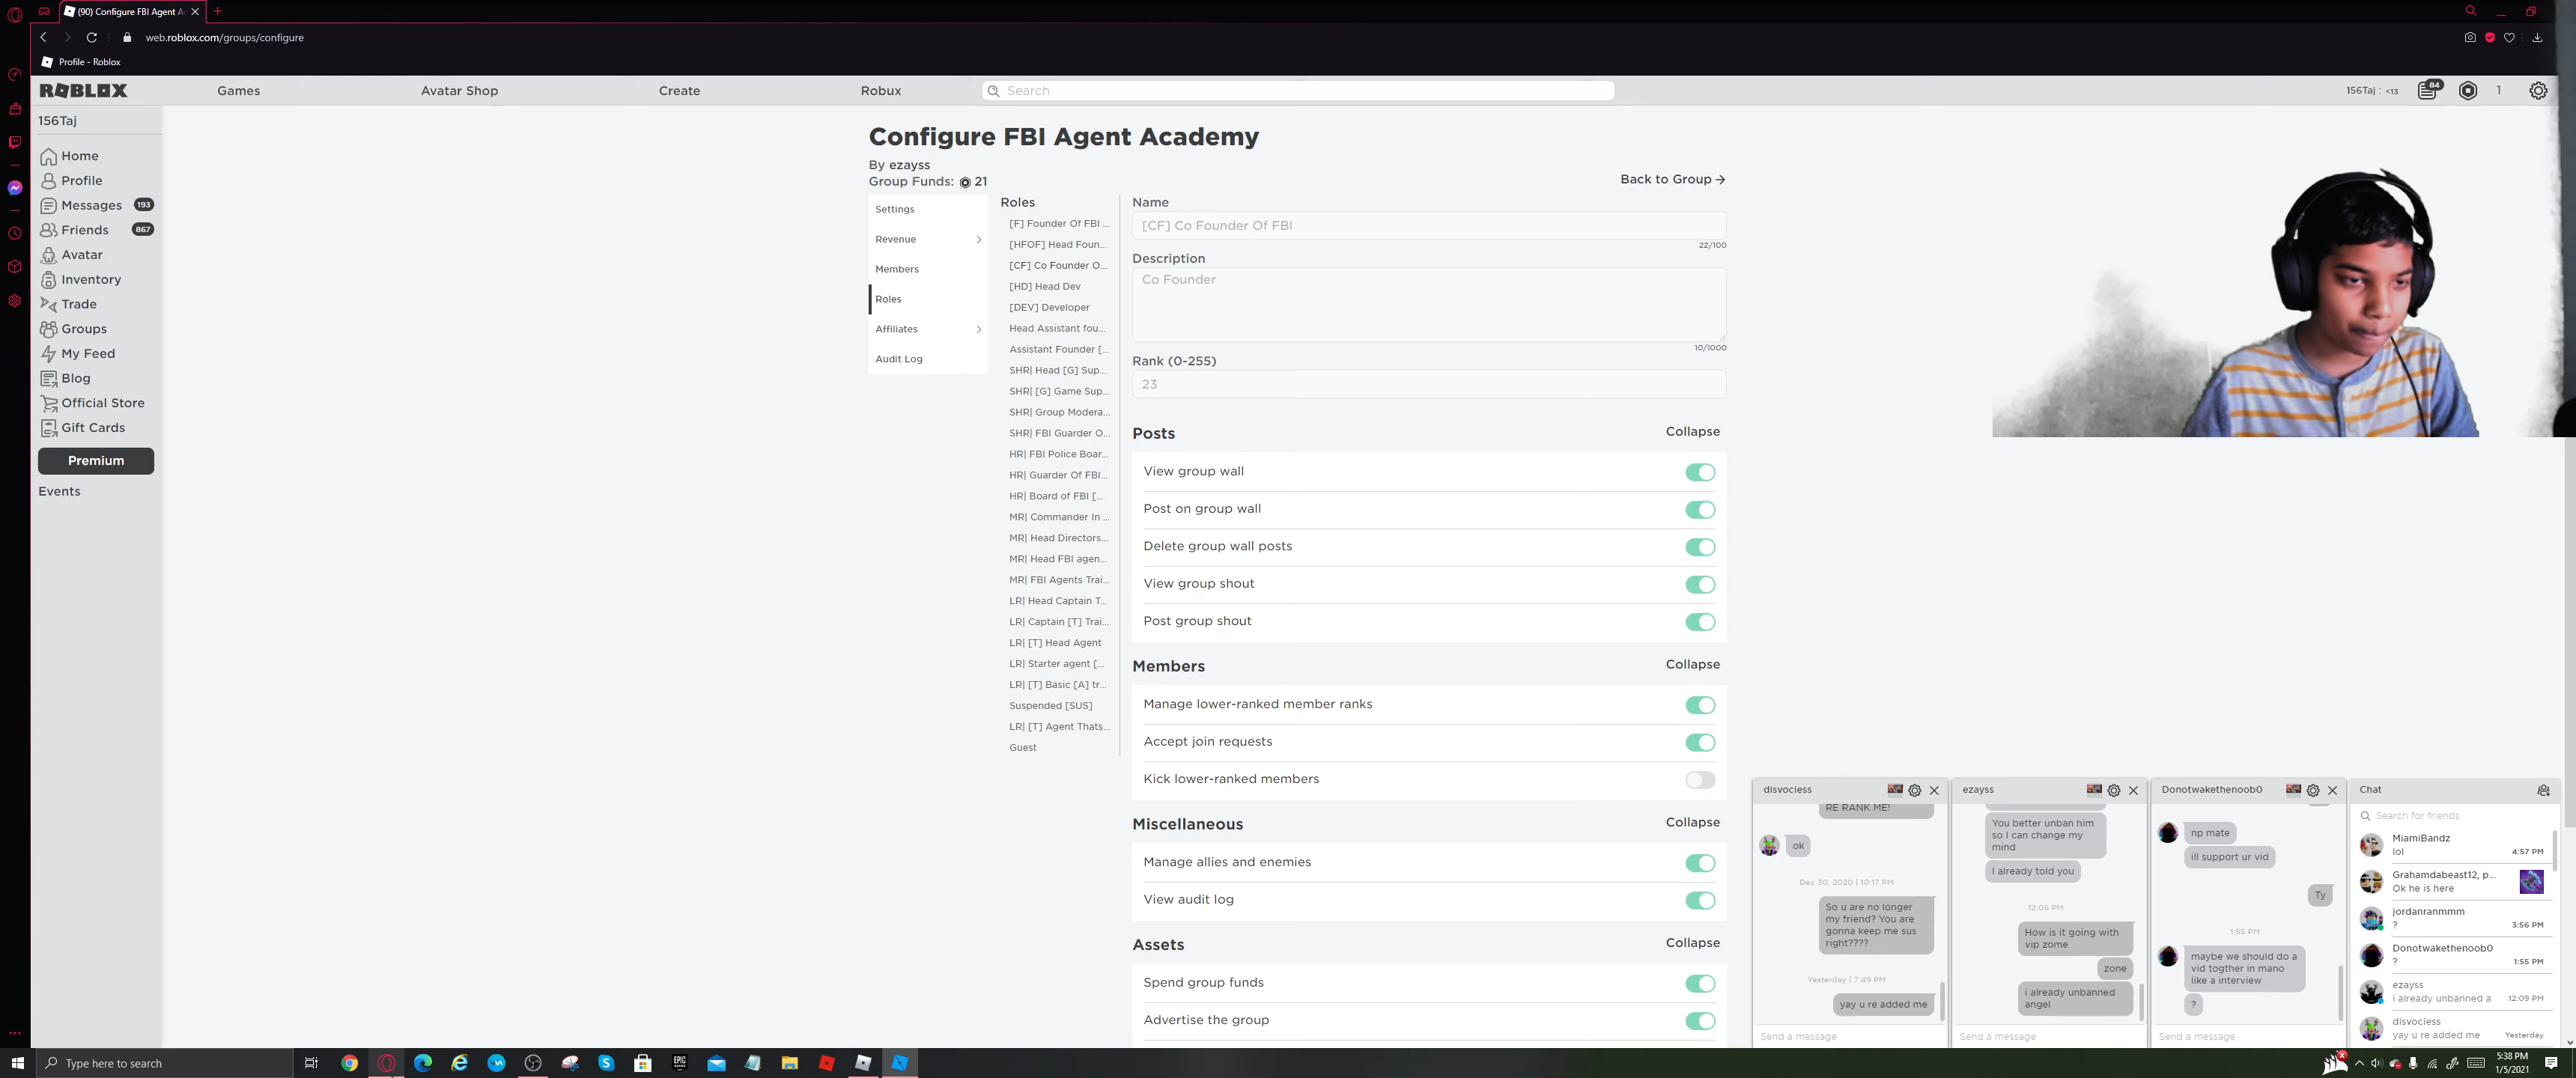 (90) Configure FBI Agent A
web.roblox.com/groups/configure
Profile - Roblox
ROBLOX
Games
Avatar Shop
Create
Robux
Search
156Taj : <13
84
1
156Taj
Home
Profile
Messages 193
Friends 867
Avatar
Inventory
Trade
Groups
My Feed
Blog
Official Store
Gift Cards
Premium
Events
Configure FBI Agent Academy
By ezayss
Group Funds: 21
Back to Group
Settings
Revenue
Members
Roles
Affiliates
Audit Log
Roles
[F] Founder Of FBI ...
[HFOF] Head Foun...
[CF] Co Founder O...
[HD] Head Dev
[DEV] Developer
Head Assistant fou...
Assistant Founder [...
SHR| Head [G] Sup...
SHR| [G] Game Sup...
SHR| Group Modera...
SHR| FBI Guarder O...
HR| FBI Police Boar...
HR| Guarder Of FBI...
HR| Board of FBI [...
MR| Commander In ...
MR| Head Directors...
MR| Head FBI agen...
MR| FBI Agents Trai...
LR| Head Captain T...
LR| Captain [T] Trai...
LR| [T] Head Agent
LR| Starter agent [...
LR| [T] Basic [A] tr...
Suspended [SUS]
LR| [T] Agent Thats...
Guest
Name
[CF] Co Founder Of FBI
22/100
Description
Co Founder
10/1000
Rank (0-255)
23
Posts
Collapse
View group wall
Post on group wall
Delete group wall posts
View group shout
Post group shout
Members
Collapse
Manage lower-ranked member ranks
Accept join requests
Kick lower-ranked members
Miscellaneous
Collapse
Manage allies and enemies
View audit log
Assets
Collapse
Spend group funds
Advertise the group
disvociess
RE RANK ME!
ok
Dec 30, 2020 | 10:17 PM
So u are no longer
my friend? You are
gonna keep me sus
right????
Yesterday | 7:49 PM
yay u re added me
Send a message
ezayss
You better unban him
so I can change my
mind
I already told you
12:06 PM
How is it going with
vip zome
zone
i already unbanned
angel
Send a message
Donotwakethenoob0
np mate
ill support ur vid
Ty
1:55 PM
maybe we should do a
vid togther in mano
like a interview
?
Send a message
Chat
Search for friends
MiamiBandz
lol 4:57 PM
Grahamdabeast12, p...
Ok he is here
jordanranmmm
? 3:56 PM
Donotwakethenoob0
? 1:55 PM
ezayss
i already unbanned a 12:09 PM
disvociess
yay u re added me Yesterday
Type here to search
5:38 PM
1/5/2021